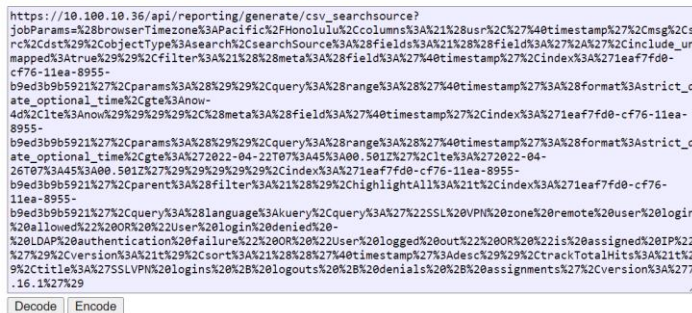 https://10.100.10.36/api/reporting/generate/csv_searchsource?
jobParams=%28browserTimezone%3APacific%2FHonolulu%2Ccolumns%3A%21%28usr%2C%27%40timestamp%27%2Cmsg%2Cs
rc%2Cdst%29%2CobjectType%3Asearch%2CsearchSource%3A%28fields%3A%21%28%28field%3A%27%2A%27%2Cinclude_un
mapped%3Atrue%29%29%2Cfilter%3A%21%28%28meta%3A%28field%3A%27%40timestamp%27%2Cindex%3A%271eaf7fd0-
cf76-11ea-8955-
b9ed3b9b5921%27%2Cparams%3A%28%29%29%2Cquery%3A%28range%3A%28%27%40timestamp%27%3A%28format%3Astrict_d
ate_optional_time%2Cgte%3Anow-
4d%2Clte%3Anow%29%29%29%29%2C%28meta%3A%28field%3A%27%40timestamp%27%2Cindex%3A%271eaf7fd0-cf76-11ea-
8955-
b9ed3b9b5921%27%2Cparams%3A%28%29%29%2Cquery%3A%28range%3A%28%27%40timestamp%27%3A%28format%3Astrict_d
ate_optional_time%2Cgte%3A%272022-04-22T07%3A45%3A00.501Z%27%2Clte%3A%272022-04-
26T07%3A45%3A00.501Z%27%29%29%29%29%29%2Cindex%3A%271eaf7fd0-cf76-11ea-8955-
b9ed3b9b5921%27%2Cparent%3A%28filter%3A%21%28%29%2ChighlightAll%3A%21t%2Cindex%3A%271eaf7fd0-cf76-
11ea-8955-
b9ed3b9b5921%27%2Cquery%3A%28language%3Akuery%2Cquery%3A%27%22SSL%20VPN%20zone%20remote%20user%20login
%20allowed%22%20OR%20%22User%20login%20denied%20-
%20LDAP%20authentication%20failure%22%20OR%20%22User%20logged%20out%22%20OR%20%22is%20assigned%20IP%22
%27%29%2Cversion%3A%21t%29%2Csort%3A%21%28%28%27%40timestamp%27%3Adesc%29%29%2CtrackTotalHits%3A%21t%2
9%2Ctitle%3A%27SSLVPN%20logins%20%2B%20logouts%20%2B%20denials%20%2B%20assignments%27%2Cversion%3A%277
.16.1%27%29
Decode Encode